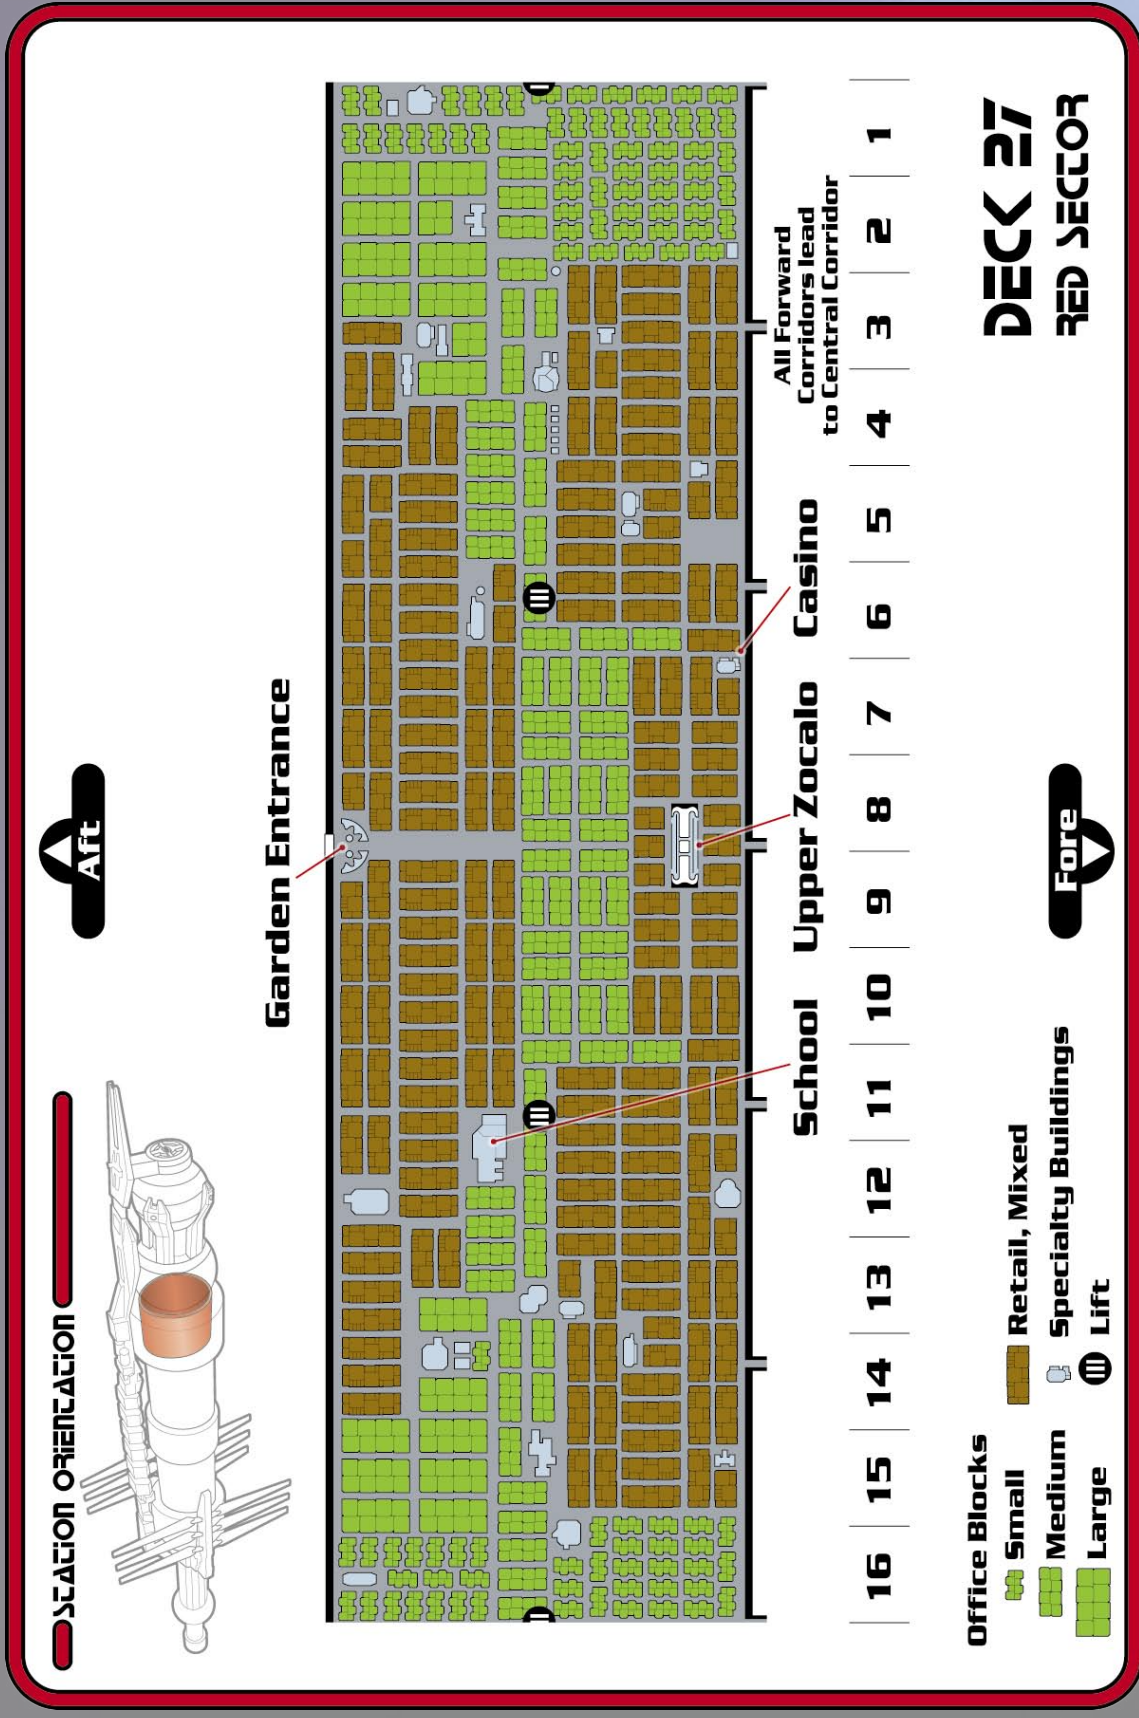 STATION ORIENTATION
Aft
Garden Entrance
School
Upper Zocalo
Casino
All Forward
Corridors lead
to Central Corridor
16
15
14
13
12
11
10
9
8
7
6
5
4
3
2
1
Office Blocks
Small
Medium
Large
Retail, Mixed
Specialty Buildings
Lift
Fore
DECK 27
RED SECTOR